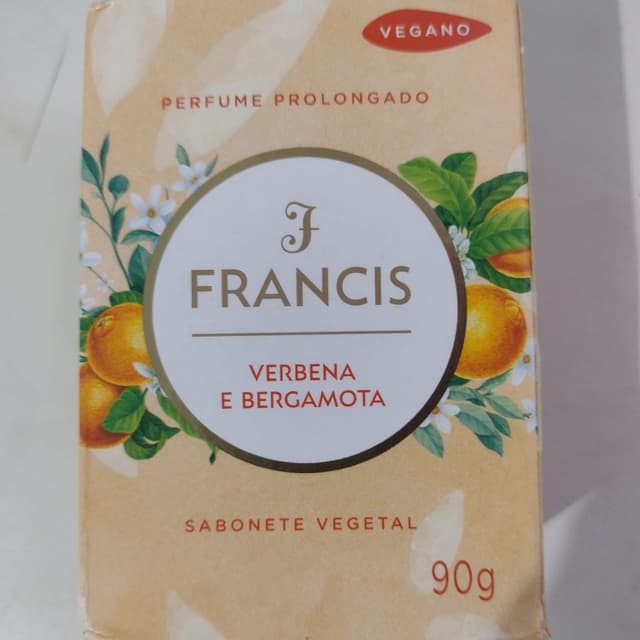 VEGANO
PERFUME PROLONGADO
F
FRANCIS
VERBENA
E BERGAMOTA
SABONETE VEGETAL
90g